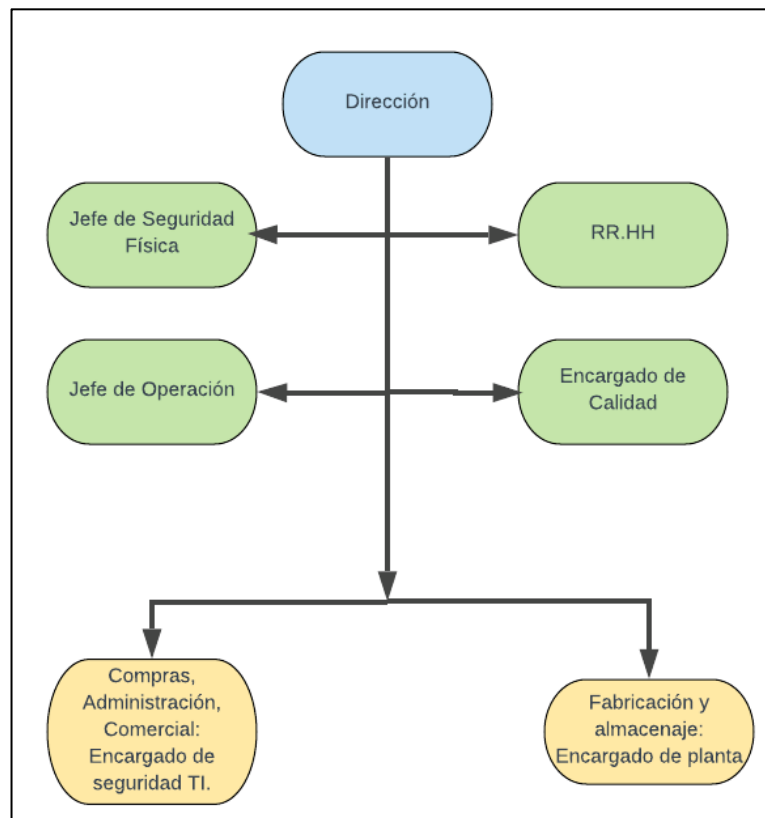 Dirección
Jefe de Seguridad
Física
RR.HH
Jefe de Operación
Encargado de
Calidad
Compras,
Administración,
Comercial:
Encargado de
seguridad TI.
Fabricación y
almacenaje:
Encargado de planta